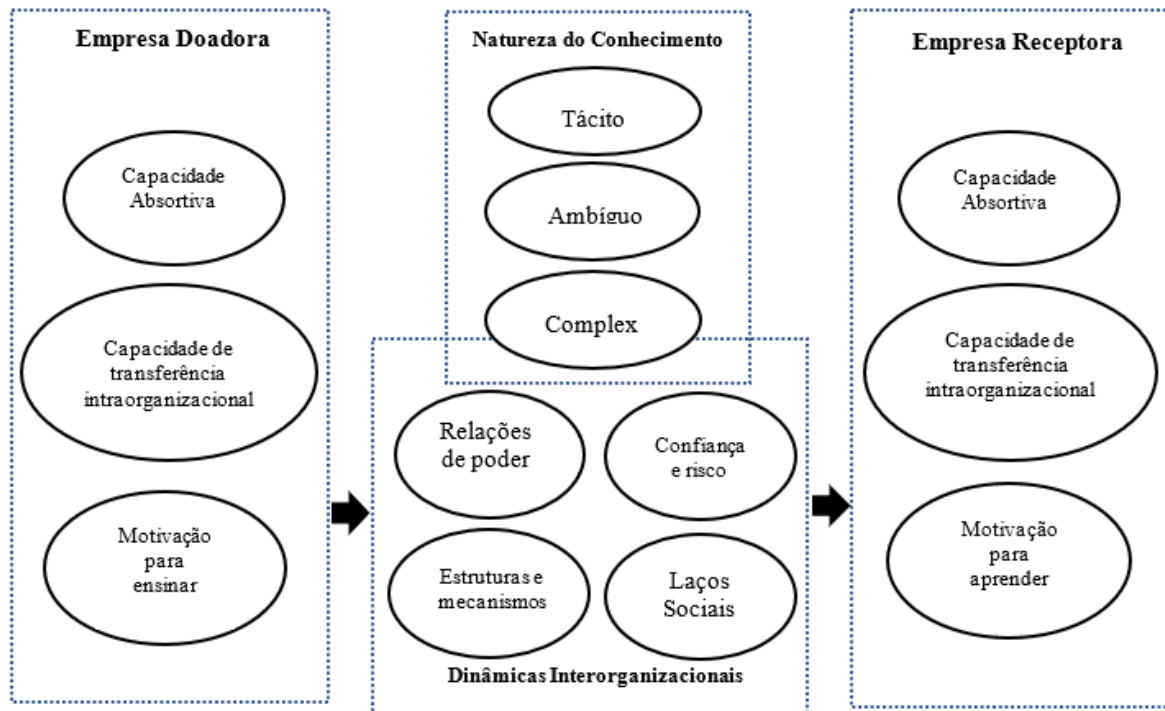 Empresa Doadora
Capacidade
Absortiva
Capacidade de
transferência
intraorganizacional
Motivação
para
ensinar
Natureza do Conhecimento
Tácito
Ambíguo
Complex
Relações
de poder
Confiança
e risco
Estruturas e
mecanismos
Laços
Sociais
Dinâmicas Interorganizacionais
Empresa Receptora
Capacidade
Absortiva
Capacidade de
transferência
intraorganizacional
Motivação
para
aprender